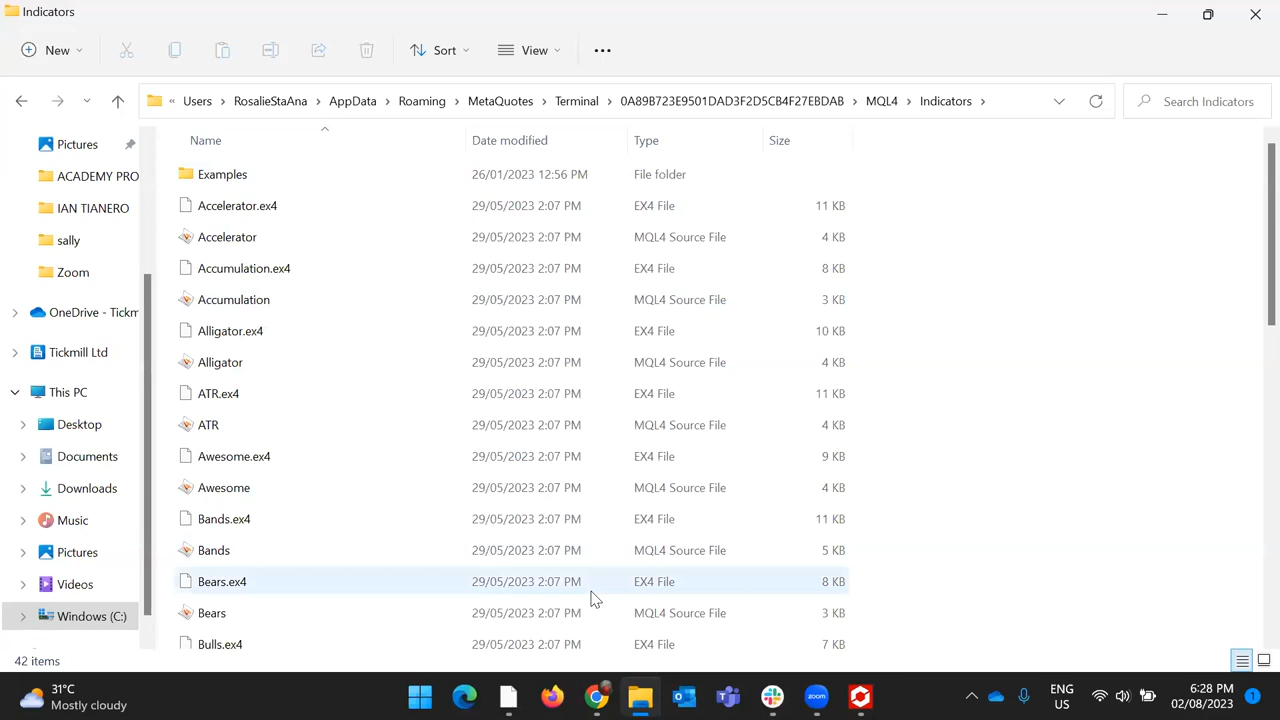 Indicators
New
Sort
View
«  Users  RosalieStaAna  AppData  Roaming  MetaQuotes  Terminal  0A89B723E9501DAD3F2D5CB4F27EBDAB  MQL4  Indicators
Search Indicators
Name  Date modified  Type  Size
Pictures
ACADEMY PRO
IAN TIANERO
sally
Zoom
OneDrive - Tickm
Tickmill Ltd
This PC
Desktop
Documents
Downloads
Music
Pictures
Videos
Windows (C:)
Examples  26/01/2023 12:56 PM  File folder
Accelerator.ex4  29/05/2023 2:07 PM  EX4 File  11 KB
Accelerator  29/05/2023 2:07 PM  MQL4 Source File  4 KB
Accumulation.ex4  29/05/2023 2:07 PM  EX4 File  8 KB
Accumulation  29/05/2023 2:07 PM  MQL4 Source File  3 KB
Alligator.ex4  29/05/2023 2:07 PM  EX4 File  10 KB
Alligator  29/05/2023 2:07 PM  MQL4 Source File  4 KB
ATR.ex4  29/05/2023 2:07 PM  EX4 File  11 KB
ATR  29/05/2023 2:07 PM  MQL4 Source File  4 KB
Awesome.ex4  29/05/2023 2:07 PM  EX4 File  9 KB
Awesome  29/05/2023 2:07 PM  MQL4 Source File  4 KB
Bands.ex4  29/05/2023 2:07 PM  EX4 File  11 KB
Bands  29/05/2023 2:07 PM  MQL4 Source File  5 KB
Bears.ex4  29/05/2023 2:07 PM  EX4 File  8 KB
Bears  29/05/2023 2:07 PM  MQL4 Source File  3 KB
Bulls.ex4  29/05/2023 2:07 PM  EX4 File  7 KB
42 items
31°C
Mostly cloudy
zoom
ENG
US
6:28 PM
02/08/2023
1